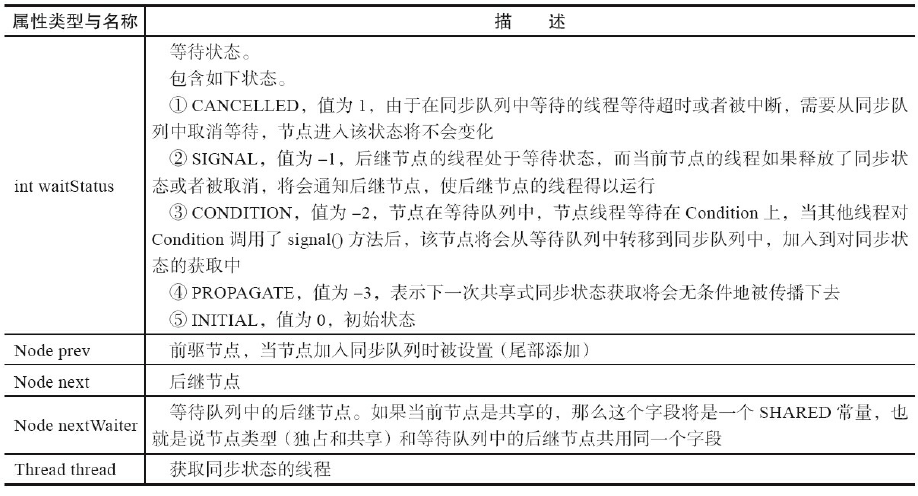 属性类型与名称 描 述
int waitStatus
等待状态。
包含如下状态。
① CANCELLED，值为 1，由于在同步队列中等待的线程等待超时或者被中断，需要从同步队
列中取消等待，节点进入该状态将不会变化
② SIGNAL，值为 –1，后继节点的线程处于等待状态，而当前节点的线程如果释放了同步状
态或者被取消，将会通知后继节点，使后继节点的线程得以运行
③ CONDITION，值为 –2，节点在等待队列中，节点线程等待在 Condition 上，当其他线程对
Condition 调用了 signal() 方法后，该节点将会从等待队列中转移到同步队列中，加入到对同步状
态的获取中
④ PROPAGATE，值为 –3，表示下一次共享式同步状态获取将会无条件地被传播下去
⑤ INITIAL，值为 0，初始状态
Node prev 前驱节点，当节点加入同步队列时被设置（尾部添加）
Node next 后继节点
Node nextWaiter
等待队列中的后继节点。如果当前节点是共享的，那么这个字段将是一个 SHARED 常量，也
就是说节点类型（独占和共享）和等待队列中的后继节点共用同一个字段
Thread thread 获取同步状态的线程